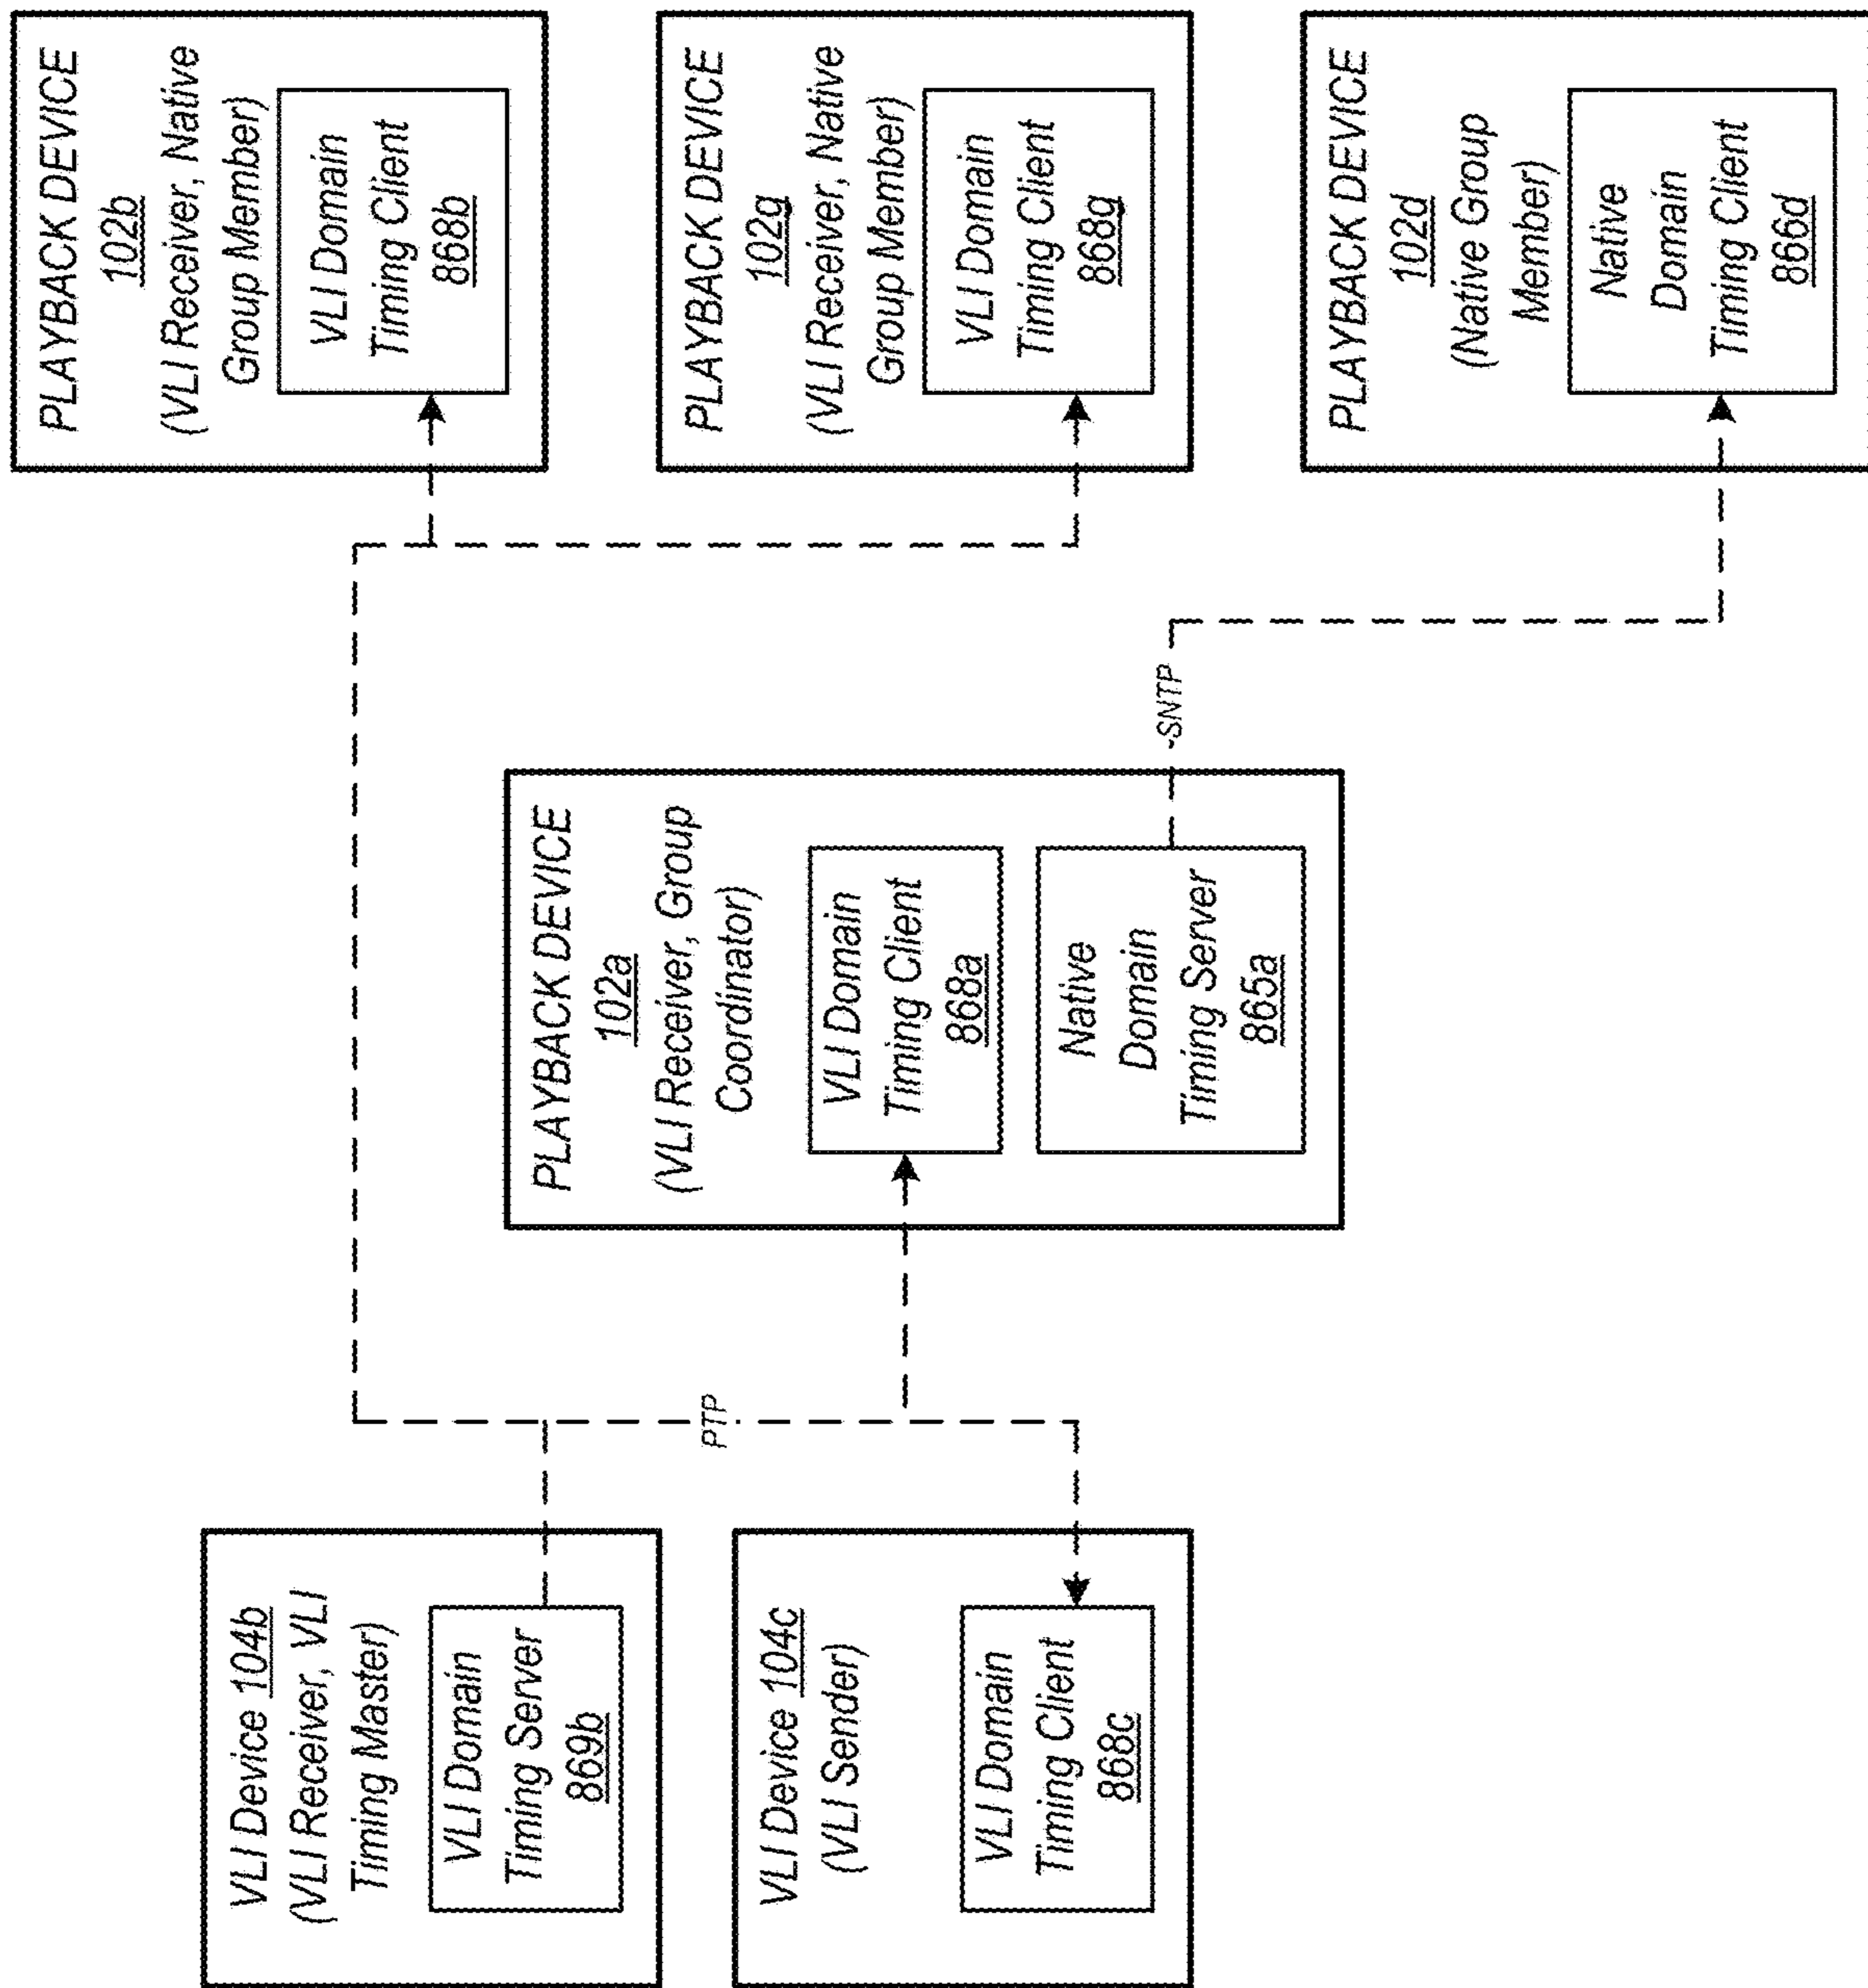 VLI Device 104b
(VLI Receiver, VLI
Timing Master)
VLI Domain
Timing Server
869b
VLI Device 104c
(VLI Sender)
VLI Domain
Timing Client
868c
PTP
PLAYBACK DEVICE
102a
(VLI Receiver, Group
Coordinator)
VLI Domain
Timing Client
868a
Native
Domain
Timing Server
865a
SNTP
PLAYBACK DEVICE
102b
(VLI Receiver, Native
Group Member)
VLI Domain
Timing Client
868b
PLAYBACK DEVICE
102g
(VLI Receiver, Native
Group Member)
VLI Domain
Timing Client
868g
PLAYBACK DEVICE
102d
(Native Group
Member)
Native
Domain
Timing Client
866d